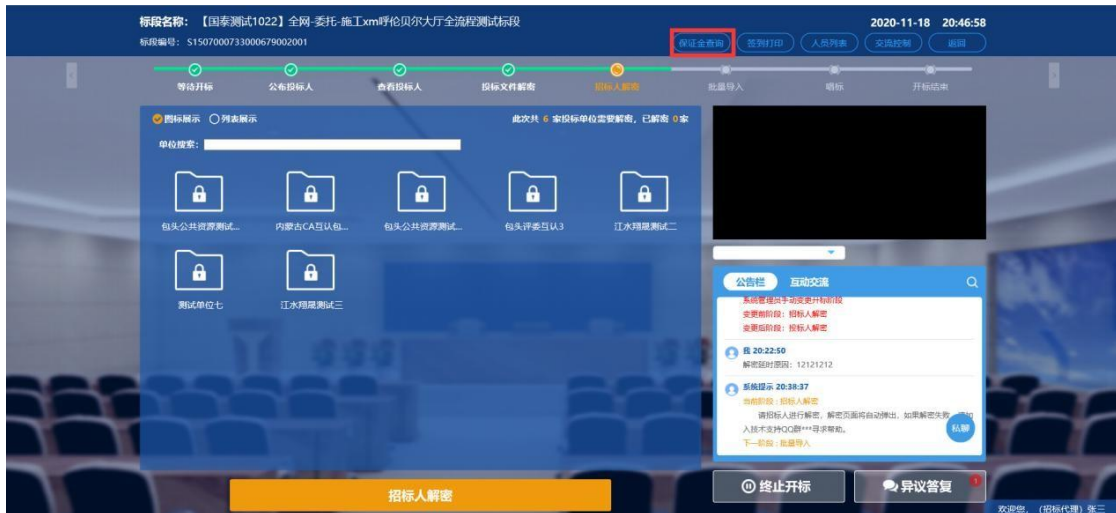 标段名称：【国泰测试1022】全网-委托-施工xm呼伦贝尔大厅全流程测试标段
2020-11-18 20:46:58
标段编号：S1507000733000679002001
保证金查询 签到打印 人员列表 交流控制 返回
等待开标 公布投标人 查看投标人 投标文件解密 招标人解密 批量导入 唱标 开标结束
图标展示 列表展示
此次共 6 家投标单位需要解密，已解密 0家
单位搜索：
包头公共资源测试... 内蒙古CA互认包... 包头公共资源测试... 包头评委互认3 江水翔晟测试二
测试单位七 江水翔晟测试三
招标人解密
公告栏 互动交流
系统管理员手动变更开标阶段
变更前阶段：招标人解密
变更后阶段：投标人解密
我 20:22:50
解密延时原因：12121212
系统提示 20:38:37
当前阶段：招标人解密
请招标人进行解密，解密页面将自动弹出，如果解密失败，
入技术支持QQ群***寻求帮助。
下一阶段：批量导入
私聊
终止开标 异议答复 1
欢迎您，(招标代理) 张三